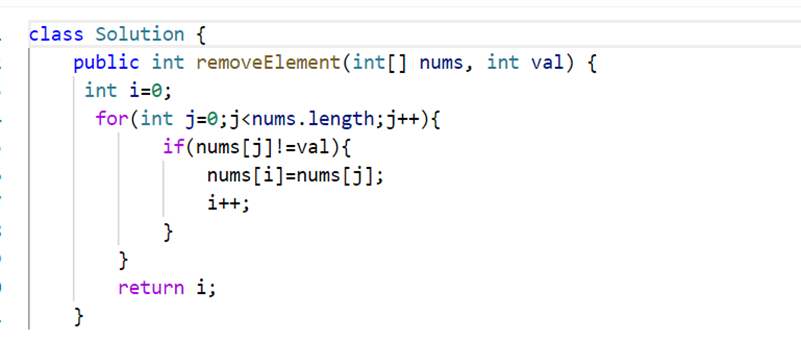 class Solution {
public int removeElement(int[] nums, int val) {
int i=0;
for(int j=0;j<nums.length;j++){
if(nums[j]!=val){
nums[i]=nums[j];
i++;
}
}
return i;
}